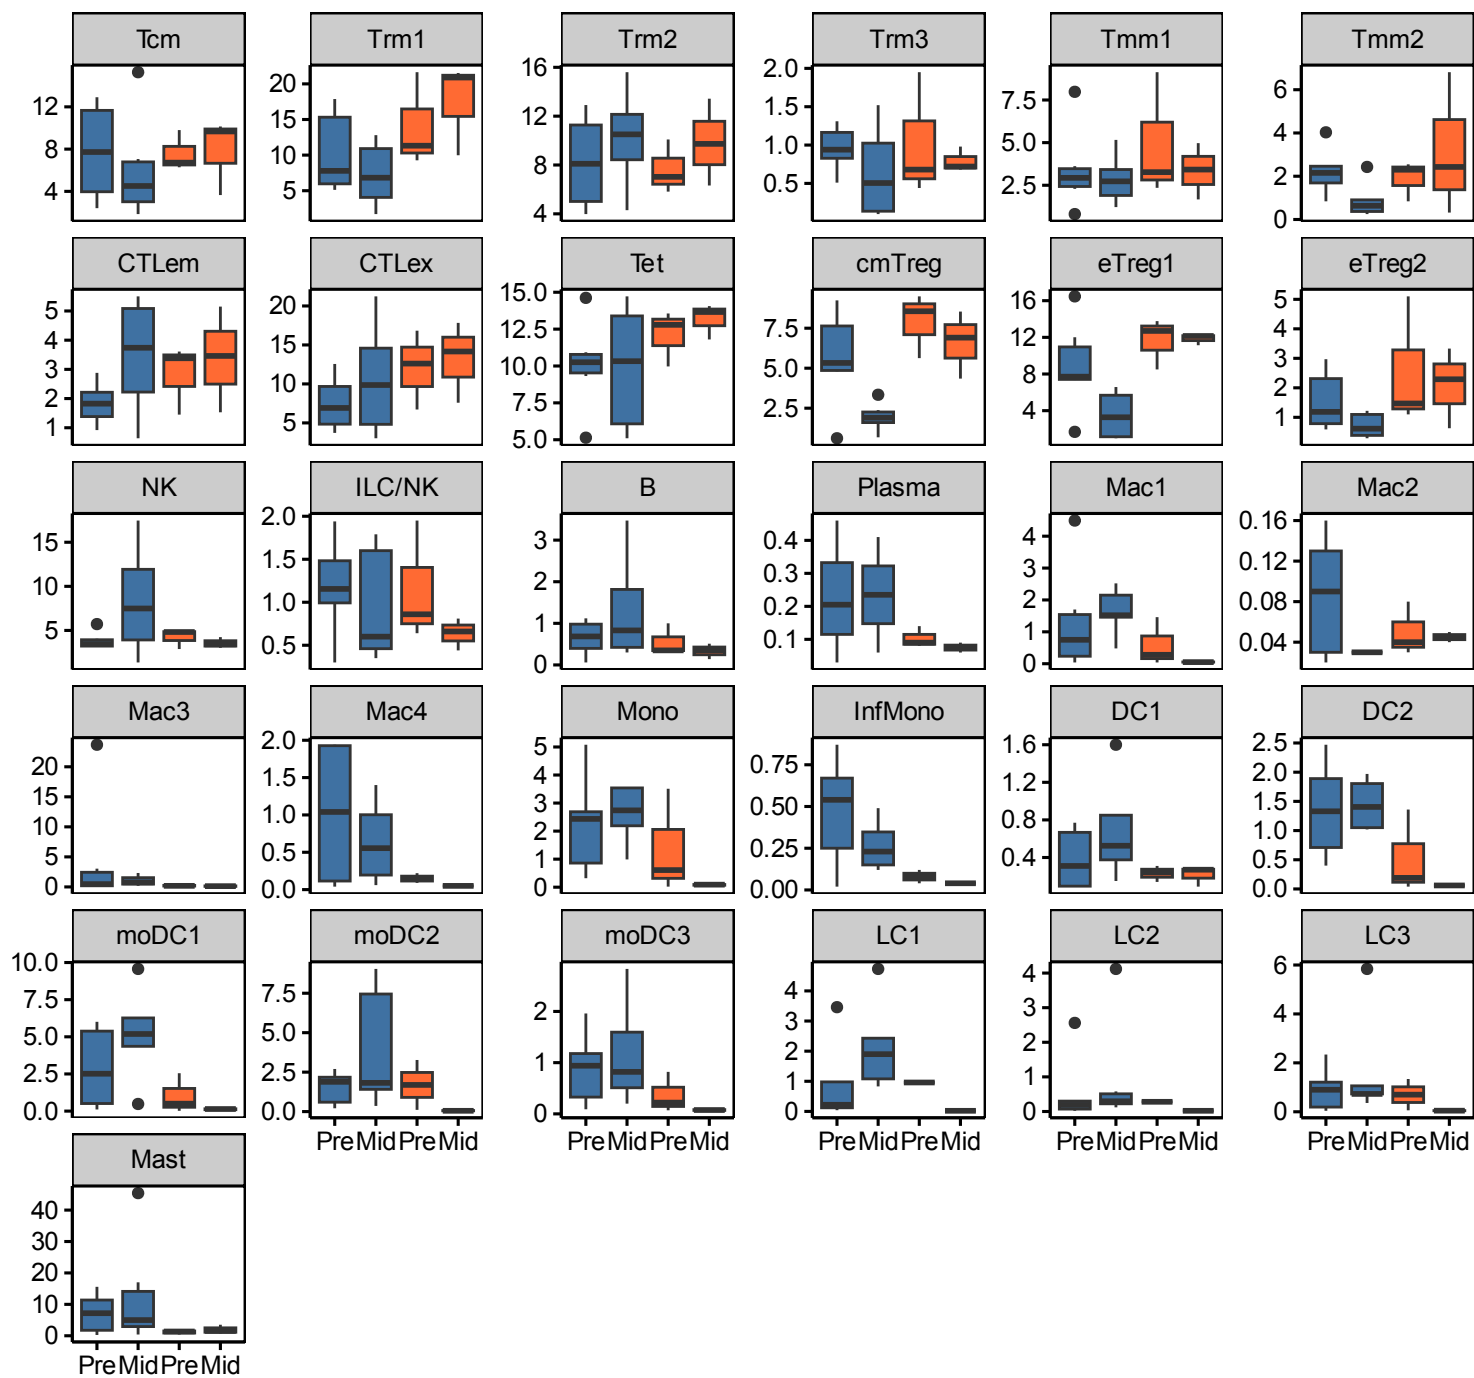 Tcm Trm1 Trm2 Trm3 Tmm1 Tmm2
12 8 4
20 15 10 5
16 12 8 4
2.0 1.5 1.0 0.5
7.5 5.0 2.5
6 4 2 0
CTLem CTLex Tet cmTreg eTreg1 eTreg2
5 4 3 2 1
20 15 10 5
15.0 12.5 10.0 7.5 5.0
7.5 5.0 2.5
16 12 8 4
5 4 3 2 1
NK ILC/NK B Plasma Mac1 Mac2
15 10 5
2.0 1.5 1.0 0.5
3 2 1 0
0.4 0.3 0.2 0.1
4 3 2 1 0
0.16 0.12 0.08 0.04
Mac3 Mac4 Mono InfMono DC1 DC2
20 15 10 5 0
2.0 1.5 1.0 0.5 0.0
5 4 3 2 1 0
0.75 0.50 0.25 0.00
1.6 1.2 0.8 0.4
2.5 2.0 1.5 1.0 0.5 0.0
moDC1 moDC2 moDC3 LC1 LC2 LC3
10.0 7.5 5.0 2.5 0.0
7.5 5.0 2.5 0.0
2 1 0
4 3 2 1 0
4 3 2 1 0
6 4 2 0
Pre Mid Pre Mid Pre Mid Pre Mid Pre Mid Pre Mid Pre Mid Pre Mid Pre Mid Pre Mid
Mast
40 30 20 10 0
Pre Mid Pre Mid